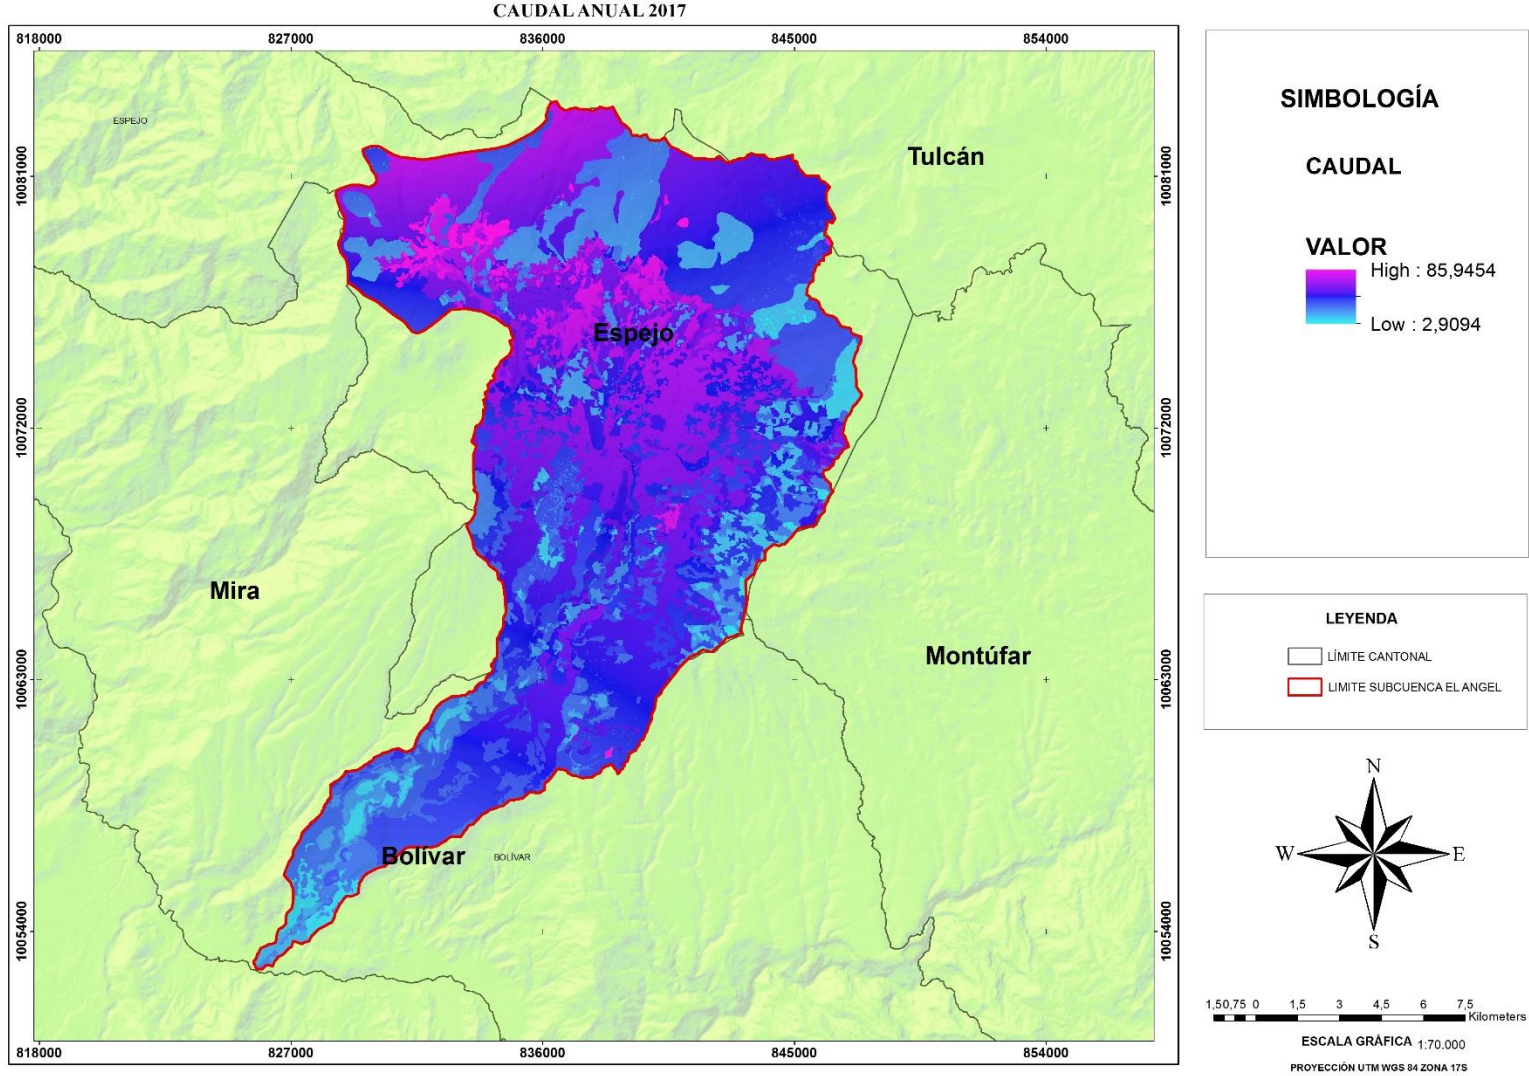 CAUDAL ANUAL 2017
818000 827000 836000 845000 854000
ESPEJO
Tulcán
10081000 10081000
Espejo
10072000 10072000
Mira
Montúfar
10063000 10063000
Bolívar
BOLÍVAR
10054000 10054000
818000 827000 836000 845000 854000
SIMBOLOGÍA
CAUDAL
VALOR
High : 85,9454
Low : 2,9094
LEYENDA
LÍMITE CANTONAL
LIMITE SUBCUENCA EL ANGEL
N
W E
S
1,50,75 0 1,5 3 4,5 6 7,5
Kilometers
ESCALA GRÁFICA 1:70.000
PROYECCIÓN UTM WGS 84 ZONA 17S